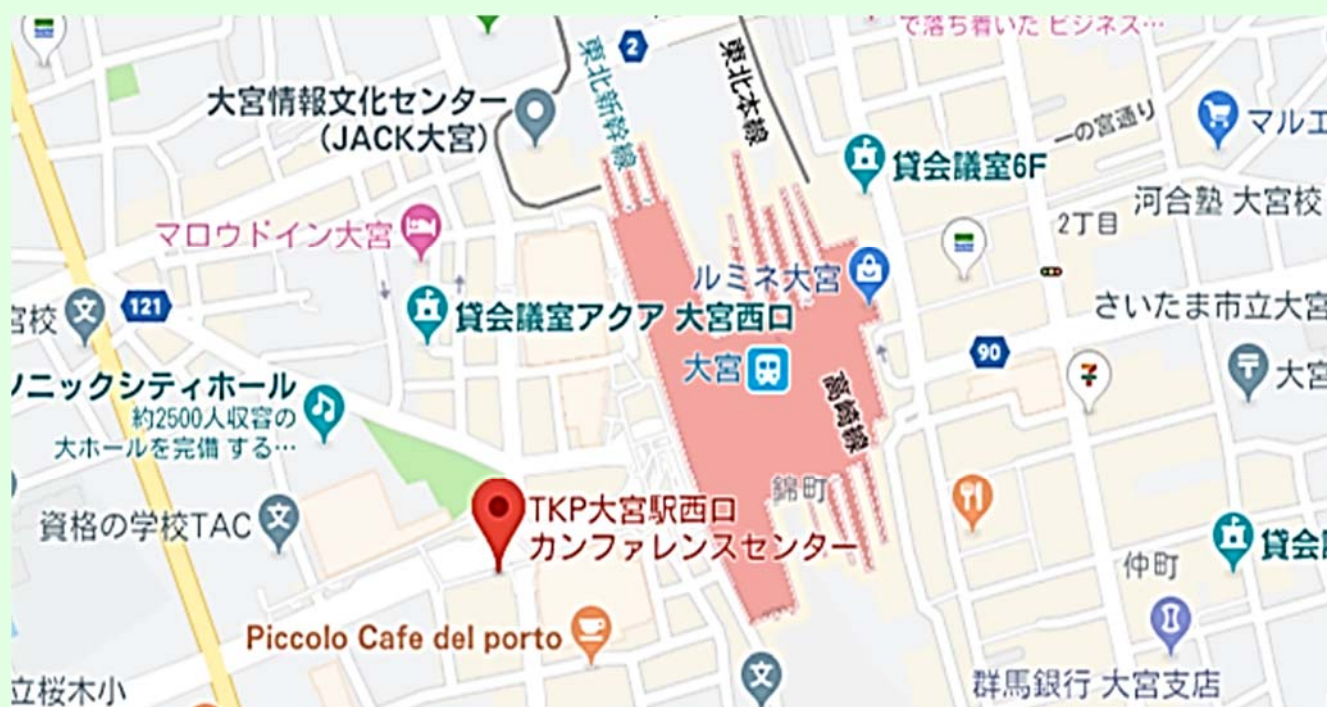 で落ち着いた ビジネス…
2
東北新幹線
東北本線
大宮情報文化センター
(JACK大宮)
一の宮通り
マルエ
貸会議室6F
河合塾 大宮校
2丁目
マロウドイン大宮
ルミネ大宮
121
宮校
貸会議室アクア 大宮西口
さいたま市立大宮
90
大宮
大宮
高崎線
ソニックシティホール
約2500人収容の
大ホールを完備 する…
錦町
TKP大宮駅西口
カンファレンスセンター
資格の学校TAC
貸会
仲町
Piccolo Cafe del porto
群馬銀行 大宮支店
立桜木小